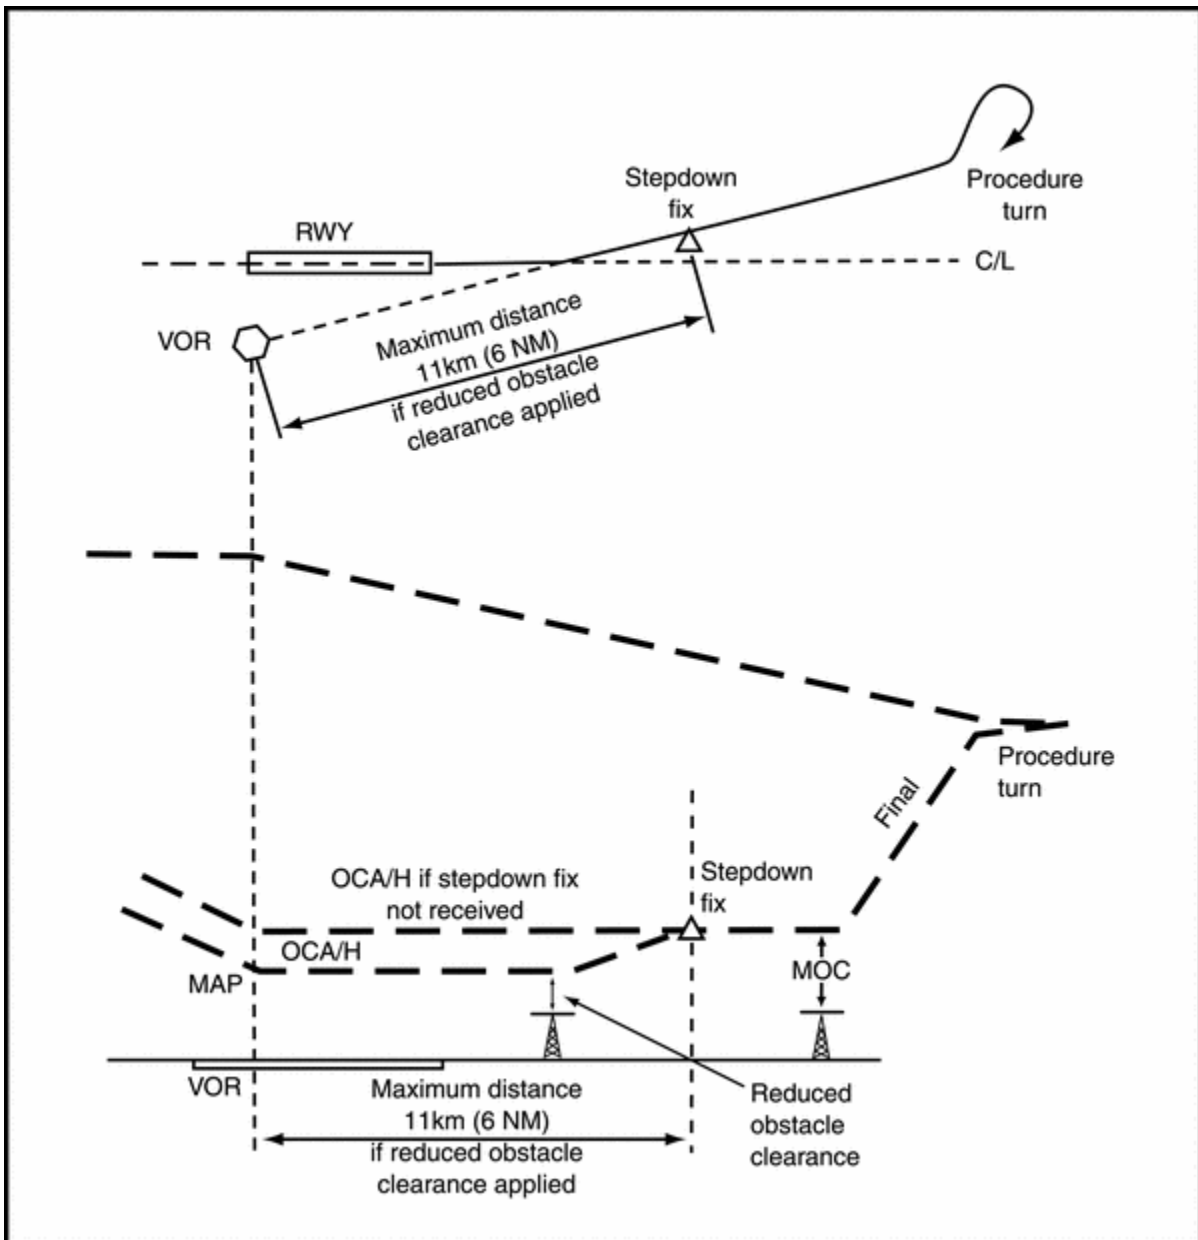 Stepdown
fix
Procedure
turn
RWY
C/L
VOR
Maximum distance
11km (6 NM)
if reduced obstacle
clearance applied
Procedure
turn
Final
Stepdown
fix
OCA/H if stepdown fix
not received
OCA/H
MAP
MOC
VOR
Maximum distance
11km (6 NM)
if reduced obstacle
clearance applied
Reduced
obstacle
clearance